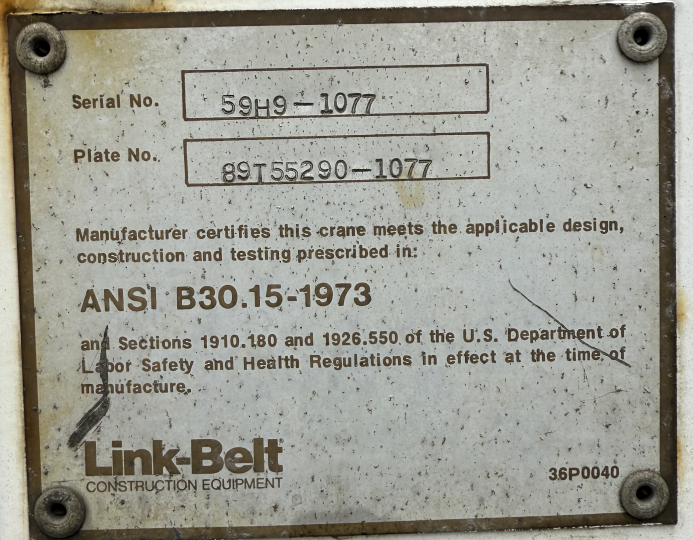 Serial No. 59H9-1077
Plate No. 89T55290-1077
Manufacturer certifies this crane meets the applicable design,
construction and testing prescribed in:
ANSI B30.15-1973
and Sections 1910.180 and 1926.550 of the U.S. Department of
Labor Safety and Health Regulations in effect at the time of
manufacture.
Link-Belt
CONSTRUCTION EQUIPMENT
36P0040